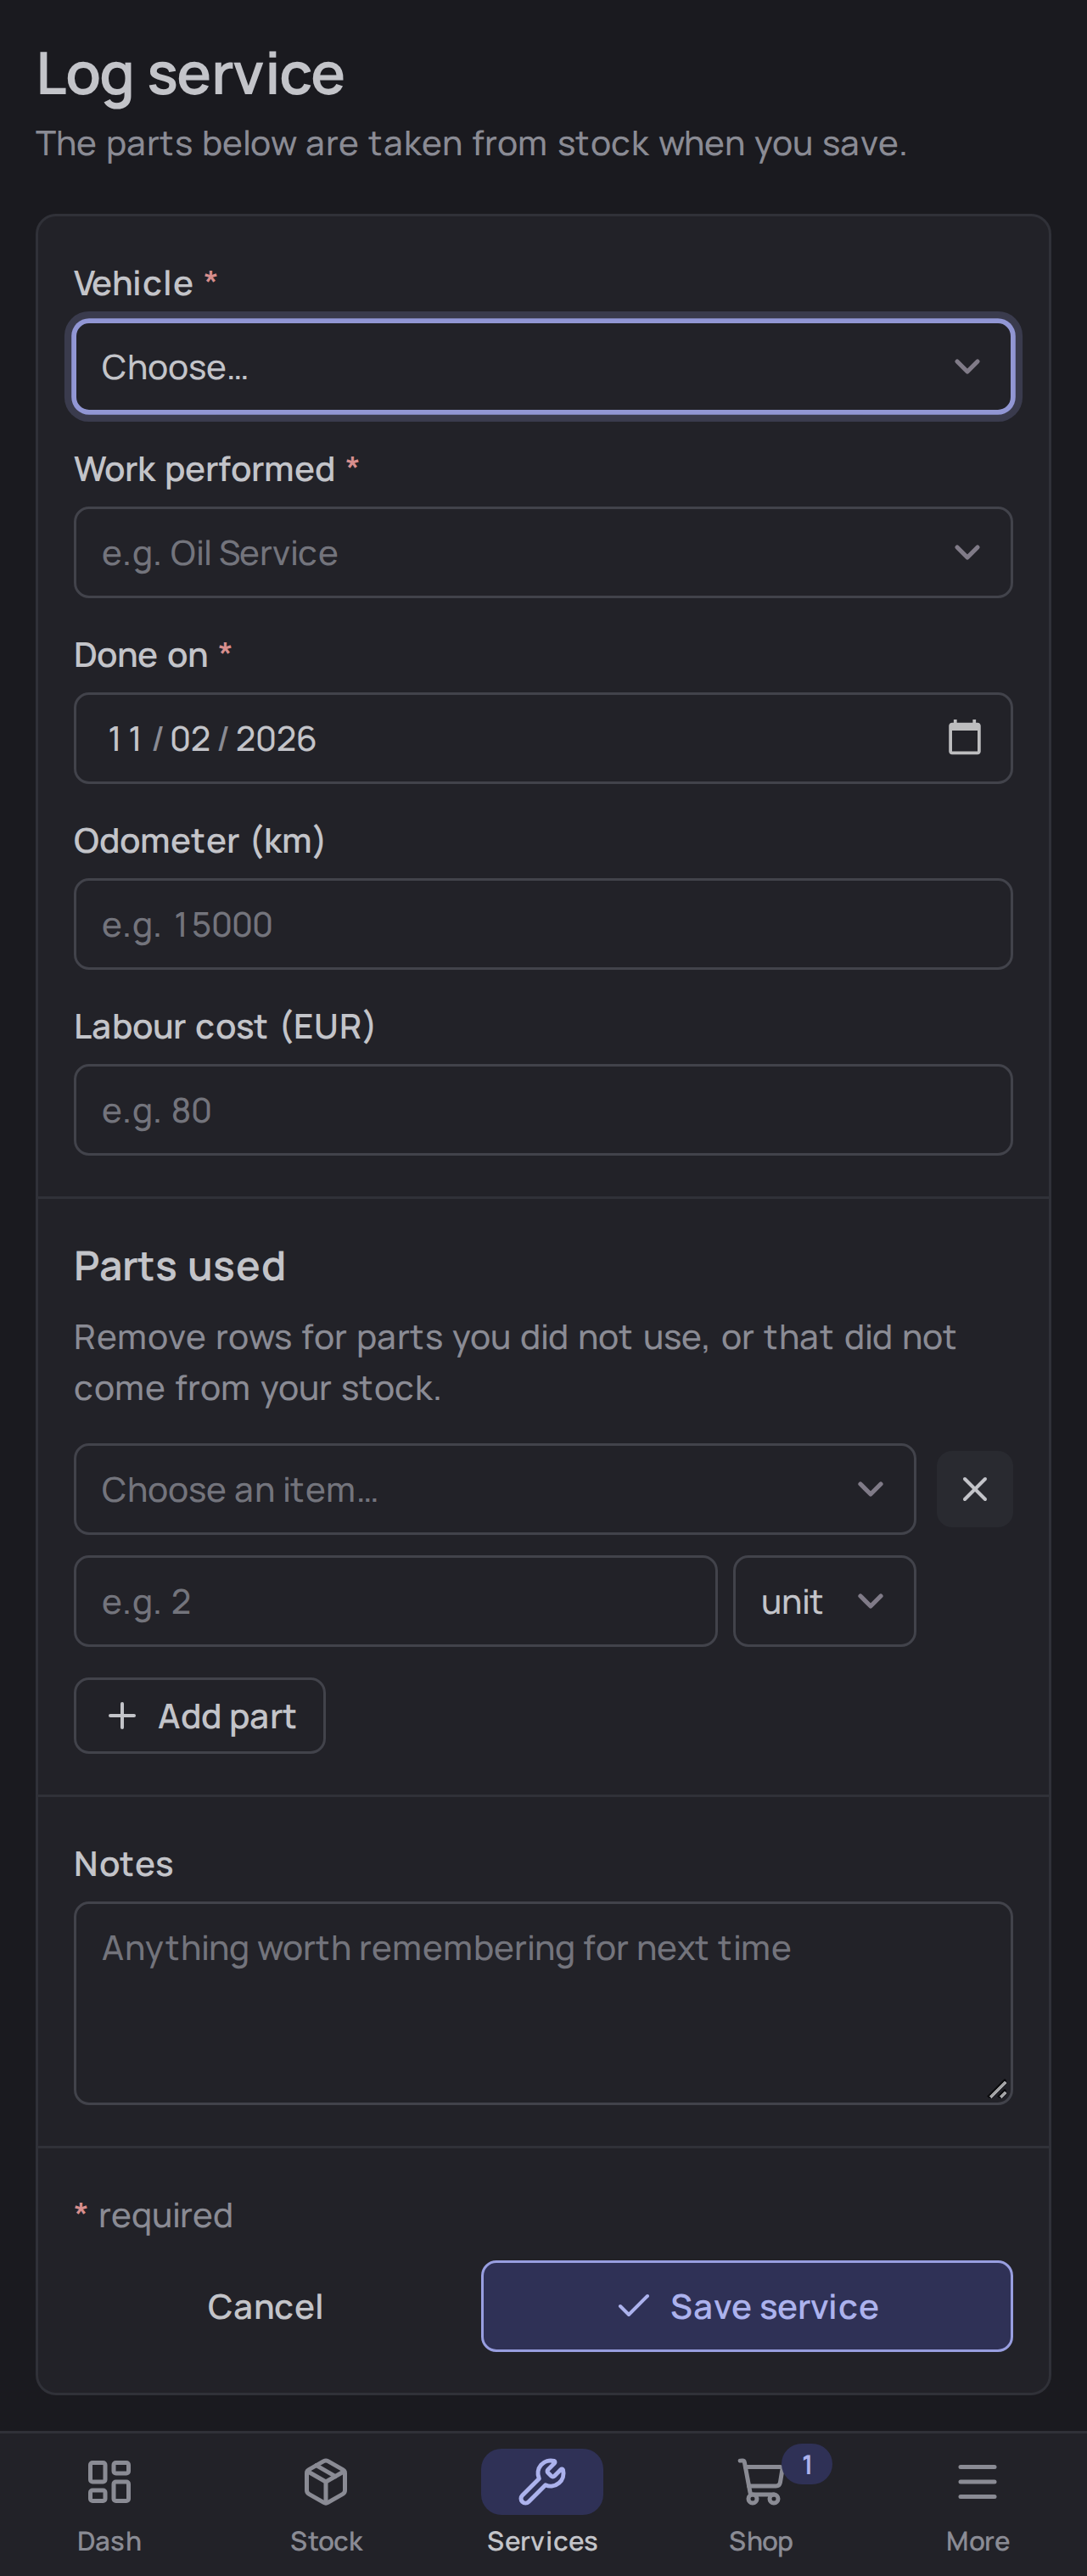 Log service
The parts below are taken from stock when you save.
Vehicle *
Choose...
Work performed *
e.g. Oil Service
Done on *
11 / 02 / 2026
Odometer (km)
e.g. 15000
Labour cost (EUR)
e.g. 80
Parts used
Remove rows for parts you did not use, or that did not
come from your stock.
Choose an item...
e.g. 2
unit
Add part
Notes
Anything worth remembering for next time
* required
Cancel
Save service
1
Dash
Stock
Services
Shop
More